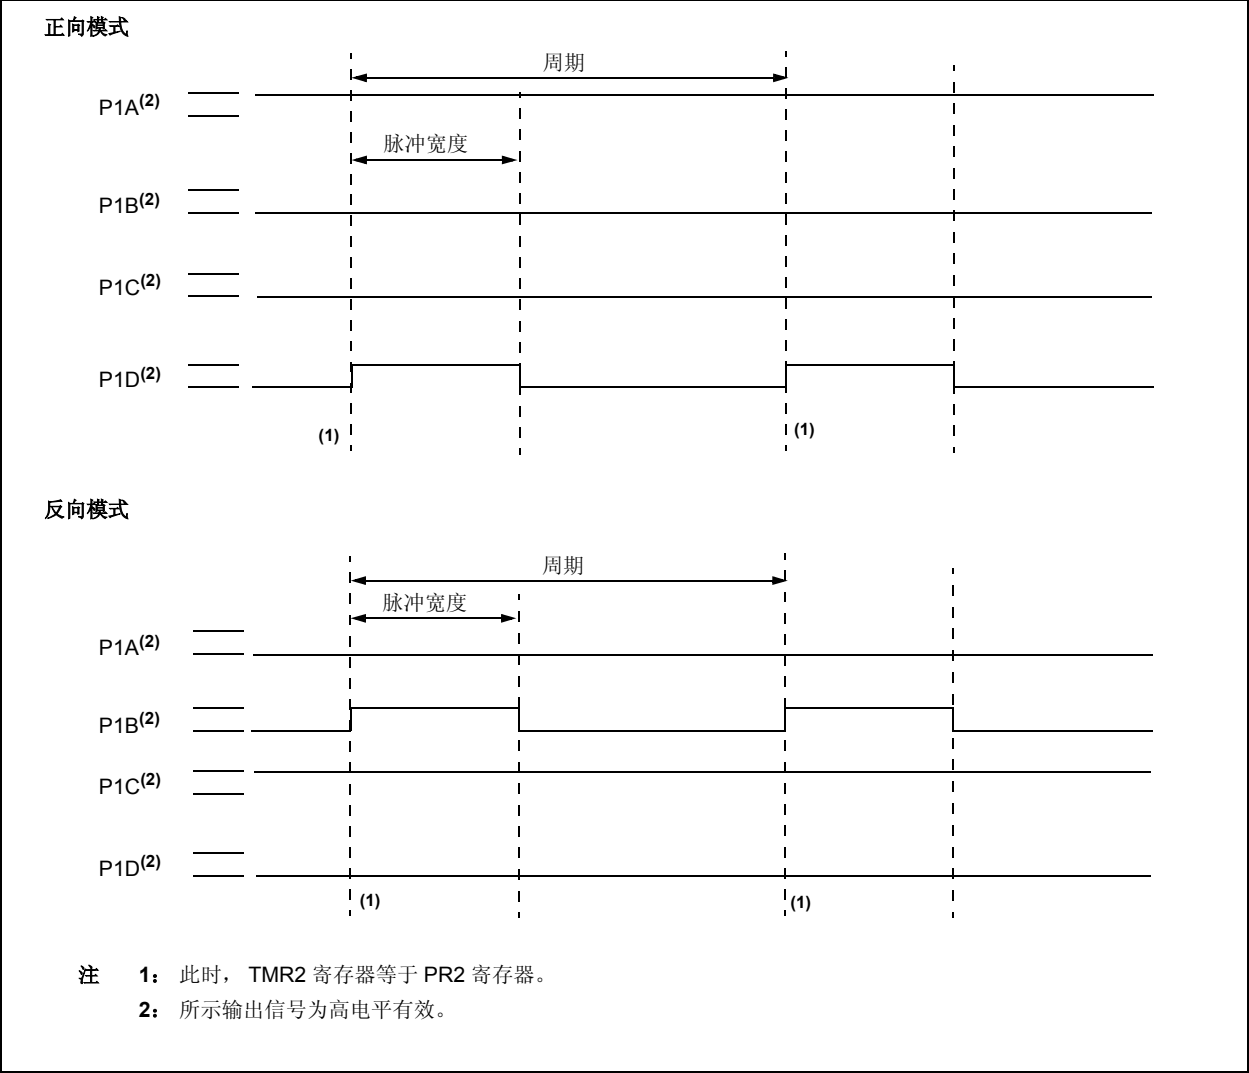 正向模式
周期
P1A(2)
脉冲宽度
P1B(2)
P1C(2)
P1D(2)
(1) (1)
反向模式
周期
脉冲宽度
P1A(2)
P1B(2)
P1C(2)
P1D(2)
(1) (1)
注 1： 此时， TMR2 寄存器等于 PR2 寄存器。
2： 所示输出信号为高电平有效。